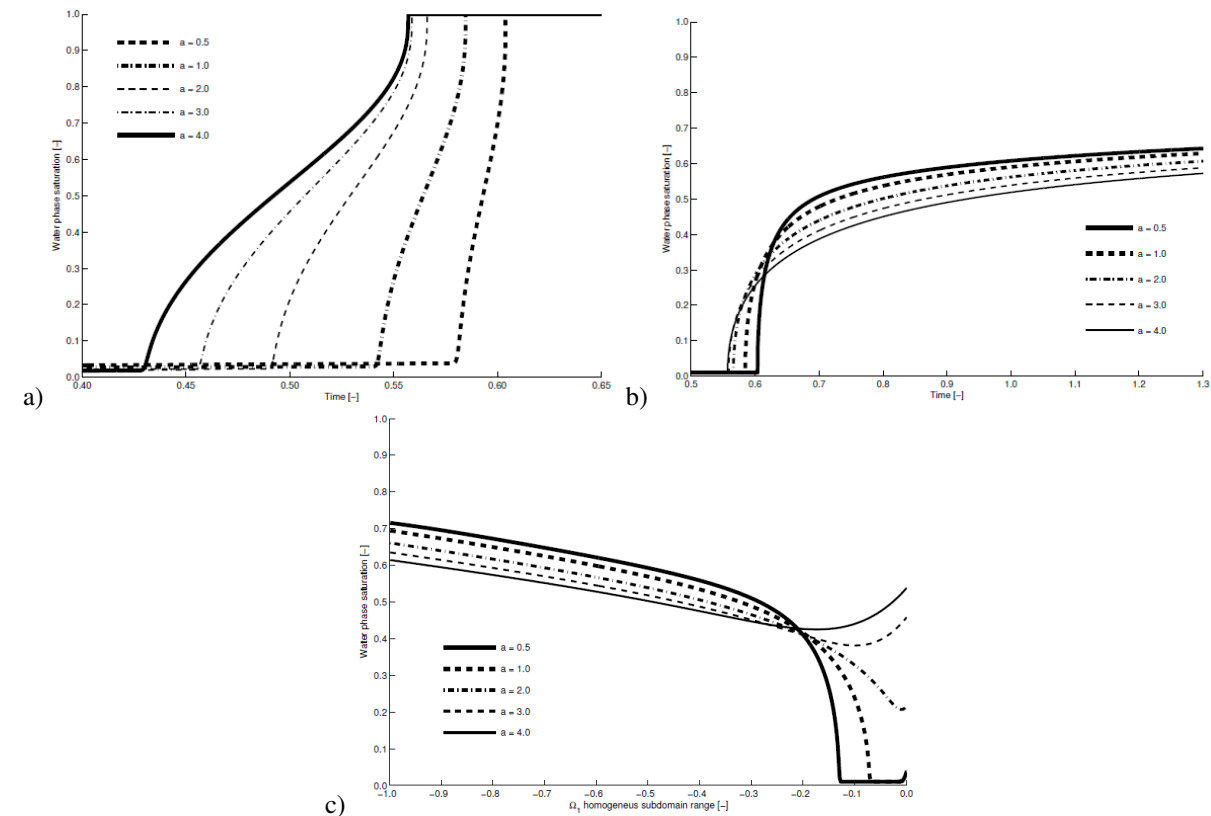 1.0
0.9
0.8
0.7
0.6
0.5
0.4
0.3
0.2
0.1
0.0
Water phase saturation [–]
a = 0.5
a = 1.0
a = 2.0
a = 3.0
a = 4.0
0.40 0.45 0.50 0.55 0.60 0.65
Time [–]
a)
1.0
0.9
0.8
0.7
0.6
0.5
0.4
0.3
0.2
0.1
0.0
Water phase saturation [–]
a = 0.5
a = 1.0
a = 2.0
a = 3.0
a = 4.0
0.5 0.6 0.7 0.8 0.9 1.0 1.1 1.2 1.3
Time [–]
b)
1.0
0.9
0.8
0.7
0.6
0.5
0.4
0.3
0.2
0.1
0.0
Water phase saturation [–]
a = 0.5
a = 1.0
a = 2.0
a = 3.0
a = 4.0
−1.0 −0.9 −0.8 −0.7 −0.6 −0.5 −0.4 −0.3 −0.2 −0.1 0.0
Ω₁ homogeneus subdomain range [–]
c)